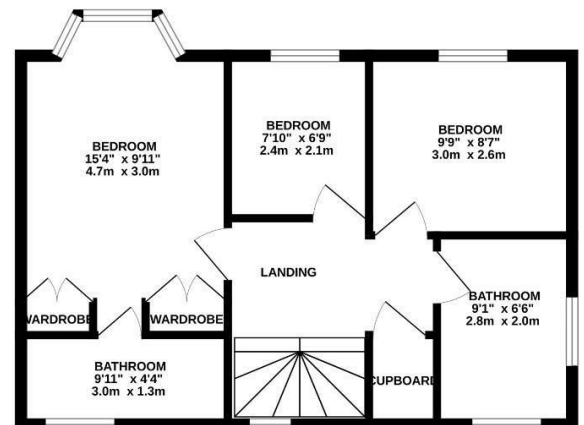 BEDROOM
15'4" x 9'11"
4.7m x 3.0m
BEDROOM
7'10" x 6'9"
2.4m x 2.1m
BEDROOM
9'9" x 8'7"
3.0m x 2.6m
LANDING
WARDROBE
WARDROBE
BATHROOM
9'1" x 6'6"
2.8m x 2.0m
BATHROOM
9'11" x 4'4"
3.0m x 1.3m
CUPBOARD